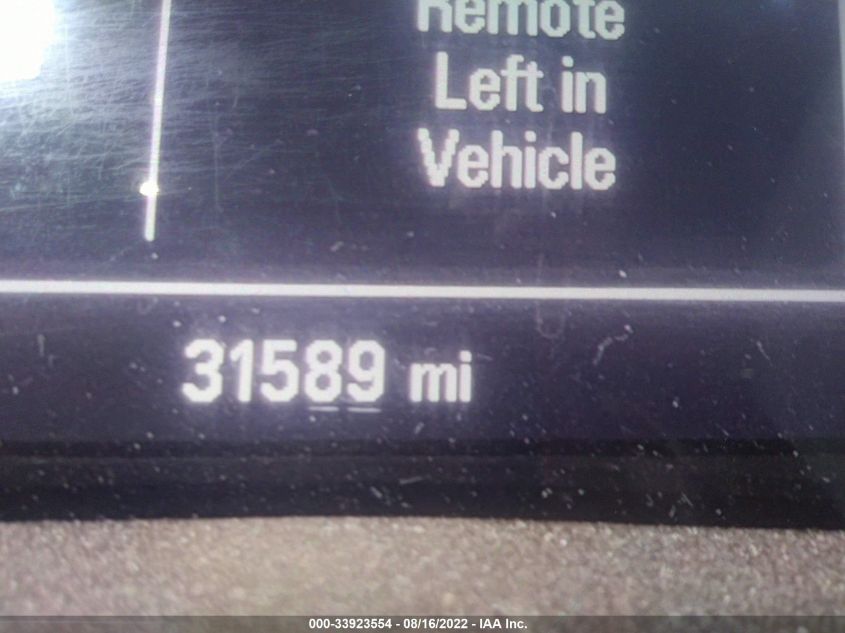 Remote
Left in
Vehicle
31589 mi
000-33923554 - 08/16/2022 - IAA Inc.